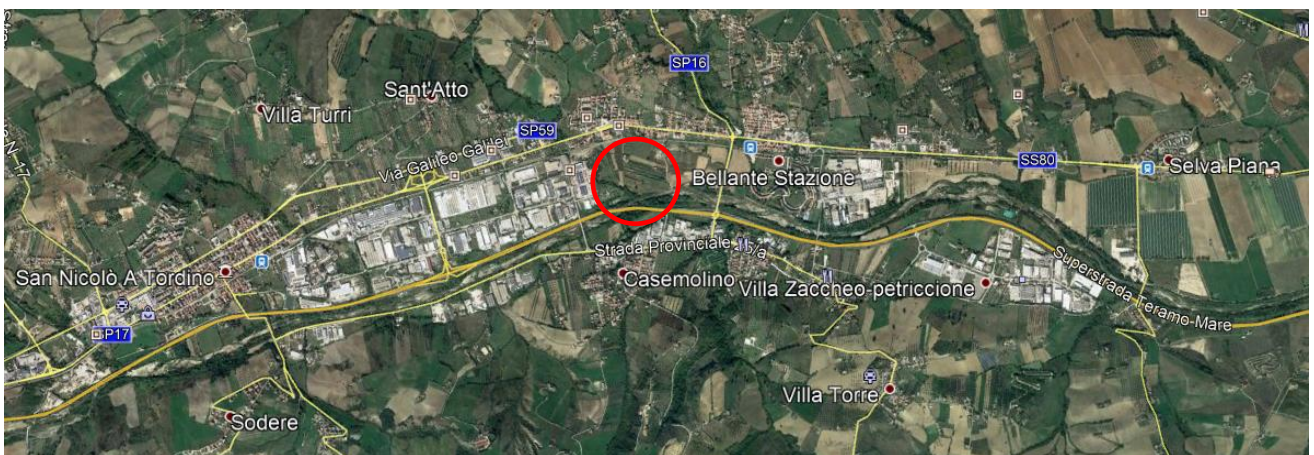 SP16
Sant'Atto
Villa Turri
SP59
Via Galileo Galilei
SS80
Selva Piana
Bellante Stazione
Strada Provinciale
San Nicolò A Tordino
Casemolino
Villa Zaccheo-petriccione
Superstrada Teramo-Mare
SP17
Villa Torre
Sodere